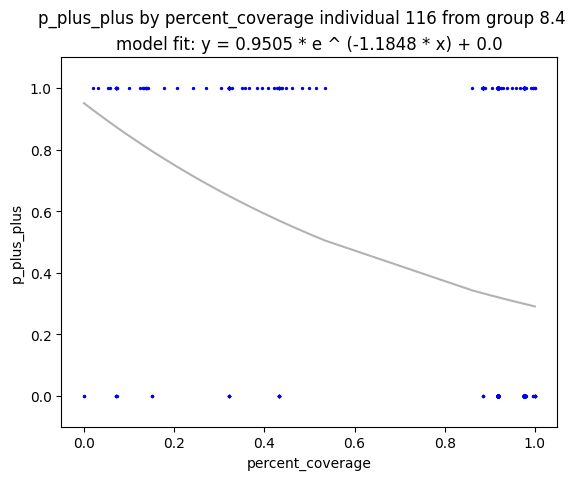 p_plus_plus by percent_coverage individual 116 from group 8.4
model fit: y = 0.9505 * e ^ (-1.1848 * x) + 0.0
1.0
0.8
0.6
0.4
0.2
0.0
p_plus_plus
0.0 0.2 0.4 0.6 0.8 1.0
percent_coverage